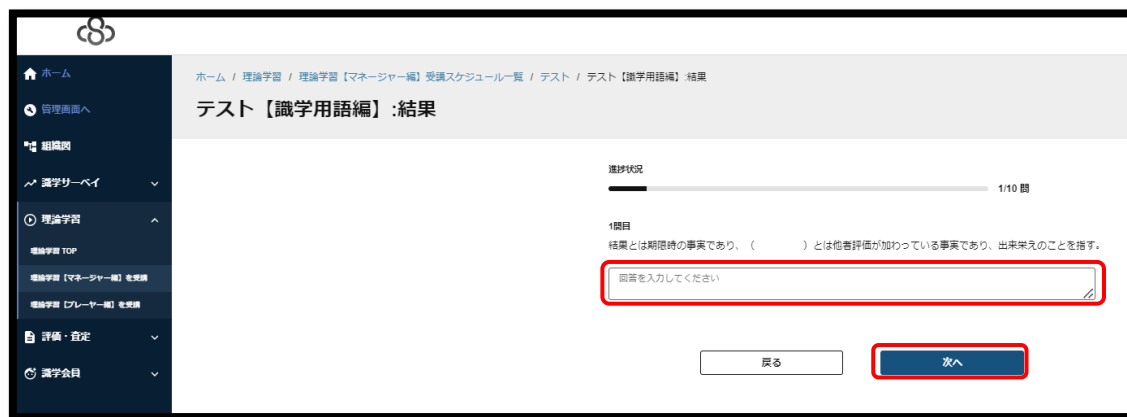 ホーム
管理画面へ
組織図
識学サーベイ
理論学習
理論学習 TOP
理論学習【マネージャー編】を受講
理論学習【プレーヤー編】を受講
評価・査定
識学会員
ホーム / 理論学習 / 理論学習【マネージャー編】受講スケジュール一覧 / テスト / テスト【識学用語編】:結果
テスト【識学用語編】:結果
進捗状況
1/10 問
1問目
結果とは期限時の事実であり、（　　　　）とは他者評価が加わっている事実であり、出来栄えのことを指す。
回答を入力してください
戻る
次へ